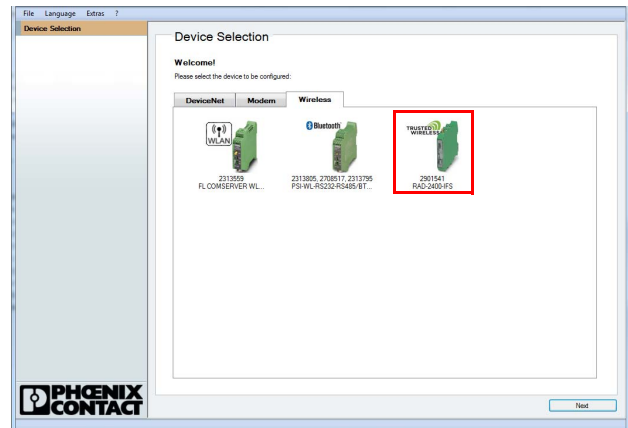 File Language Extras ?
Device Selection
Device Selection
Welcome!
Please select the device to be configured:
DeviceNet Modem Wireless
WLAN
Bluetooth
TRUSTED
WIRELESS
2313559
FL COMSERVER WL...
2313805, 2708517, 2313795
PSI-WL-RS232-RS485/BT...
2901541
RAD-2400-IFS
PHŒNIX
CONTACT
Next